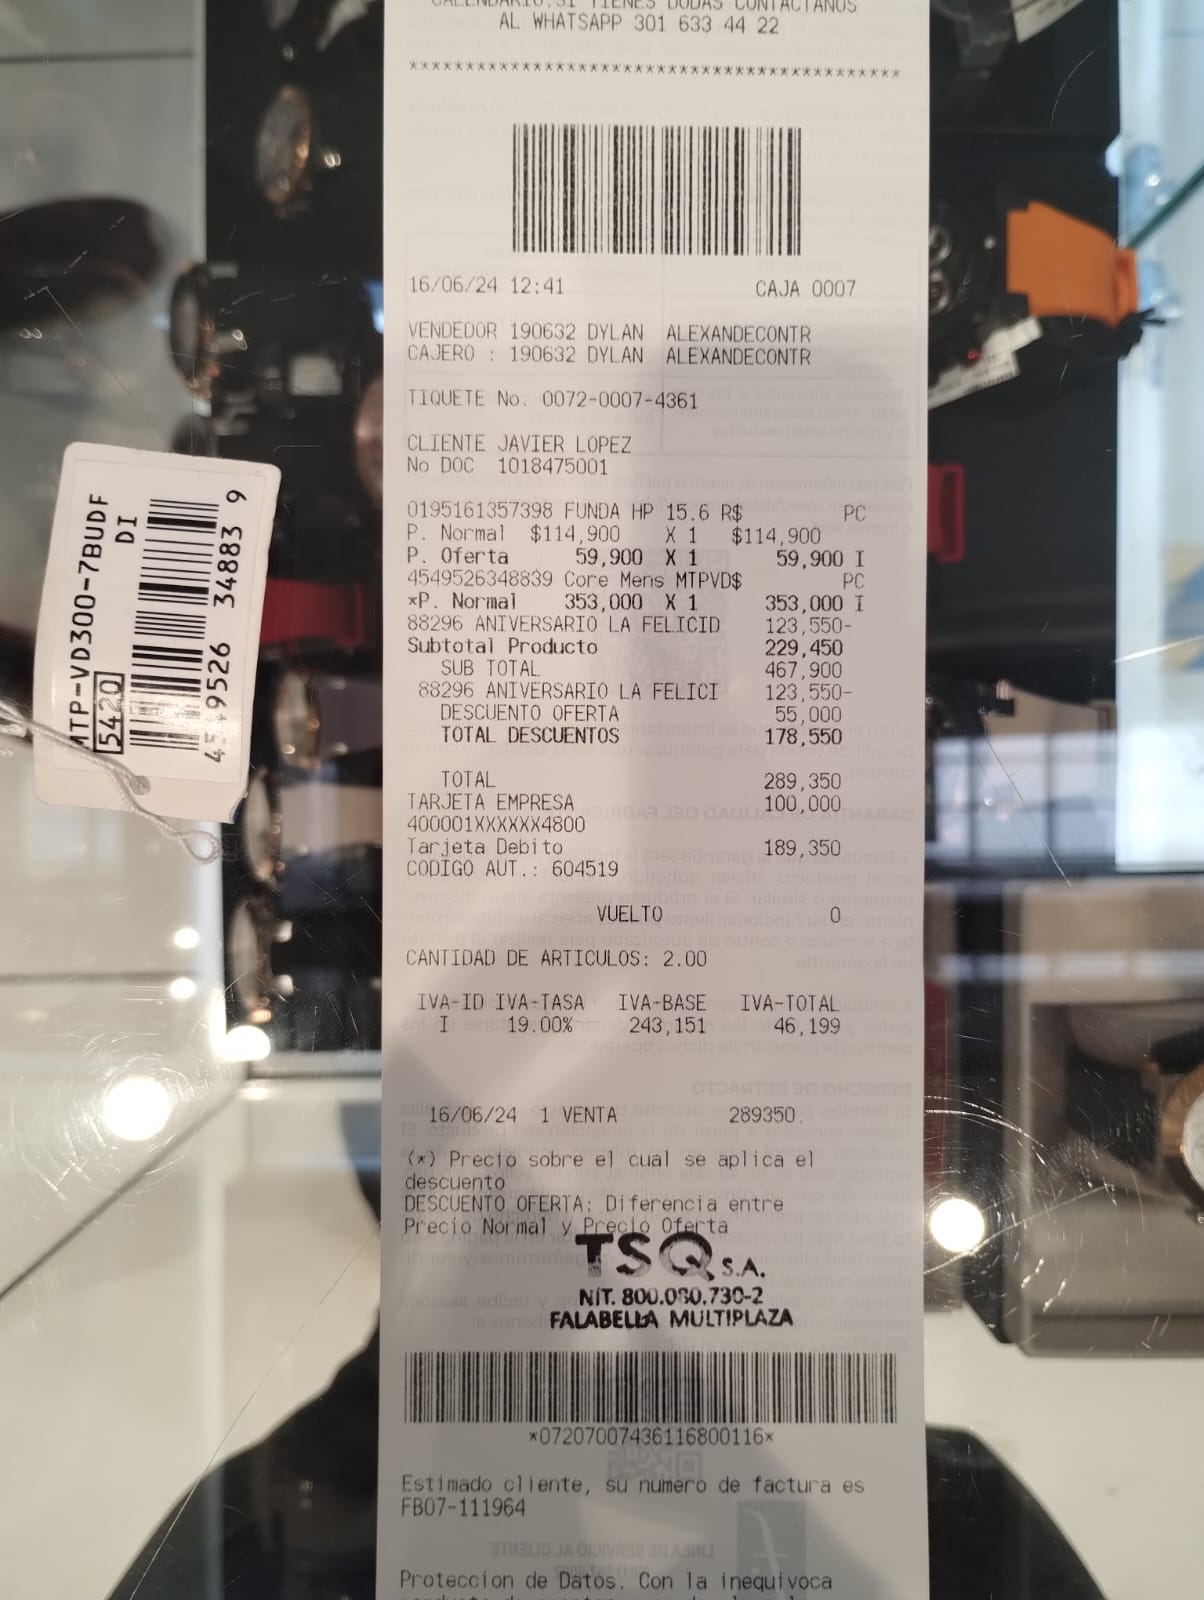 CALENDARIO.SI TIENES DUDAS CONTACTANOS
AL WHATSAPP 301 633 44 22
******************************************
16/06/24 12:41 CAJA 0007
VENDEDOR 190632 DYLAN ALEXANDECONTR
CAJERO : 190632 DYLAN ALEXANDECONTR
TIQUETE No. 0072-0007-4361
CLIENTE JAVIER LOPEZ
No DOC 1018475001
0195161357398 FUNDA HP 15.6 R$ PC
P. Normal $114,900 X 1 $114,900
P. Oferta 59,900 X 1 59,900 I
4549526348839 Core Mens MTPVD$ PC
*P. Normal 353,000 X 1 353,000 I
88296 ANIVERSARIO LA FELICID 123,550-
Subtotal Producto 229,450
SUB TOTAL 467,900
88296 ANIVERSARIO LA FELICI 123,550-
DESCUENTO OFERTA 55,000
TOTAL DESCUENTOS 178,550
TOTAL 289,350
TARJETA EMPRESA 100,000
400001XXXXXX4800
Tarjeta Debito 189,350
CODIGO AUT.: 604519
VUELTO 0
CANTIDAD DE ARTICULOS: 2.00
IVA-ID IVA-TASA IVA-BASE IVA-TOTAL
I 19.00% 243,151 46,199
16/06/24 1 VENTA 289350.
(*) Precio sobre el cual se aplica el
descuento
DESCUENTO OFERTA: Diferencia entre
Precio Normal y Precio Oferta
TSQ S.A.
NIT. 800.080.730-2
FALABELLA MULTIPLAZA
*07207007436116800116*
Estimado cliente, su numero de factura es
FB07-111964
Proteccion de Datos. Con la inequivoca
MTP-VD300-7BUDF
DI
5420
4549526 34883 9